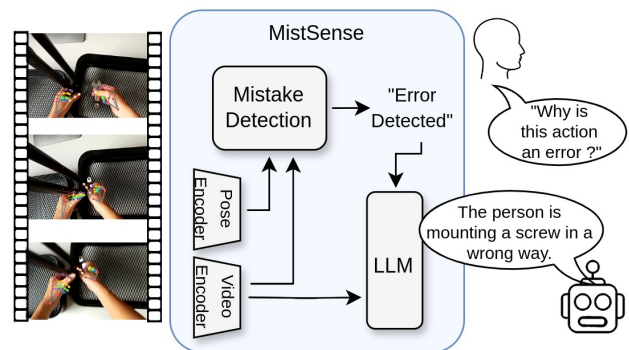 MistSense
Mistake
Detection
"Error
Detected"
"Why is
this action
an error ?"
Pose
Encoder
Video
Encoder
LLM
The person is
mounting a screw in a
wrong way.